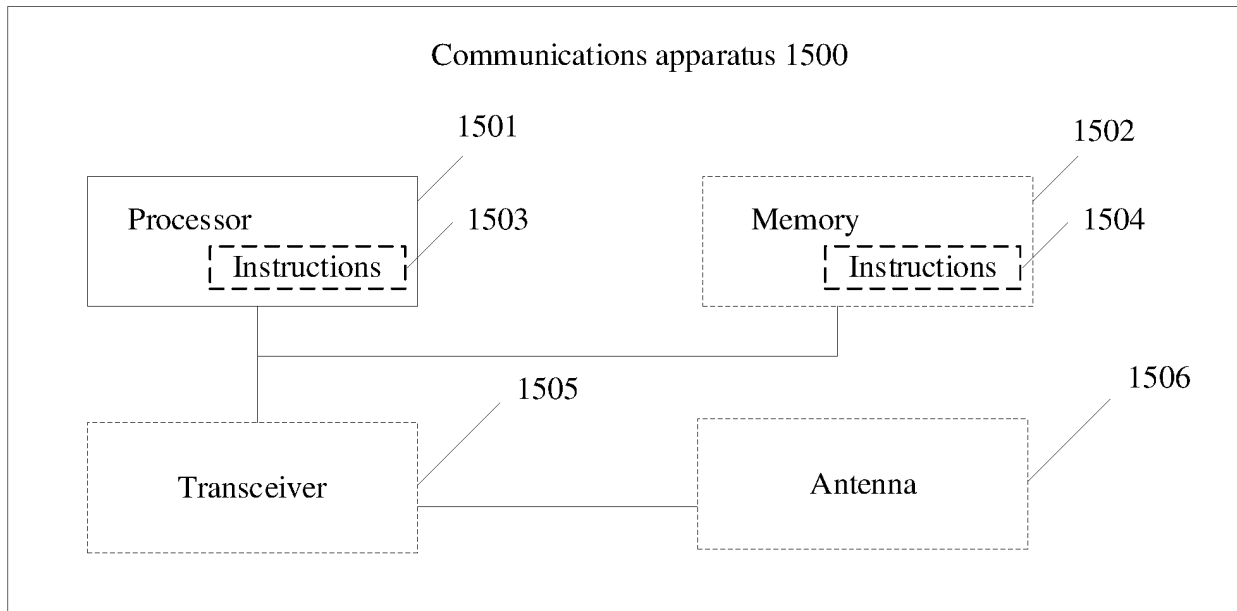 Communications apparatus 1500
1501
1502
Processor
1503
Memory
1504
Instructions
Instructions
1505
1506
Transceiver
Antenna